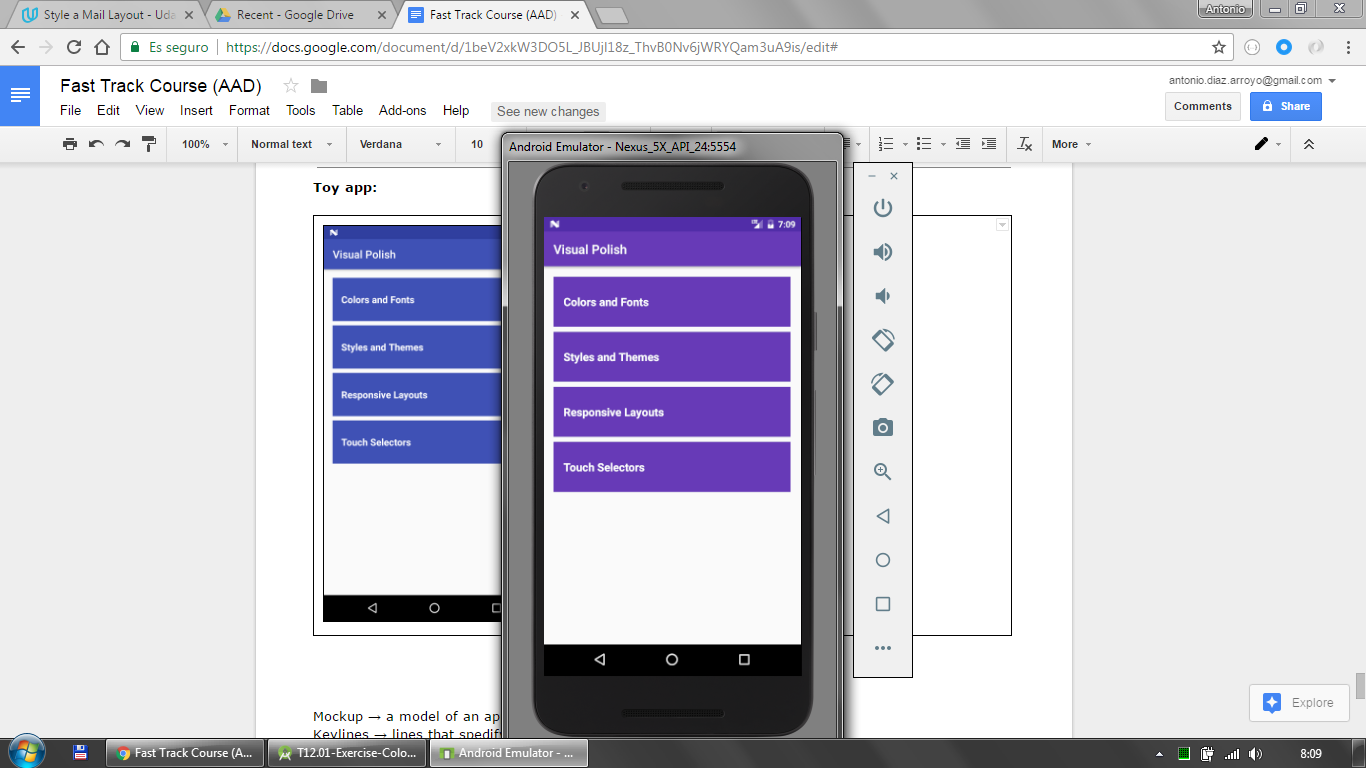 Style a Mail Layout - Uda
Recent - Google Drive
Fast Track Course (AAD)
Antonio
Es seguro
https://docs.google.com/document/d/1beV2xkW3DO5L_JBUjl18z_ThvB0Nv6jWRYQam3uA9is/edit#
Fast Track Course (AAD)
antonio.diaz.arroyo@gmail.com
File Edit View Insert Format Tools Table Add-ons Help See new changes
Comments
Share
100% Normal text Verdana 10 More
Android Emulator - Nexus_5X_API_24:5554
Toy app:
Visual Polish
Colors and Fonts
Styles and Themes
Responsive Layouts
Touch Selectors
7:09
Visual Polish
Colors and Fonts
Styles and Themes
Responsive Layouts
Touch Selectors
Mockup → a model of an ap
Keylines → lines that spedif
Explore
Fast Track Course (A...
T12.01-Exercise-Colo...
Android Emulator - ...
8:09